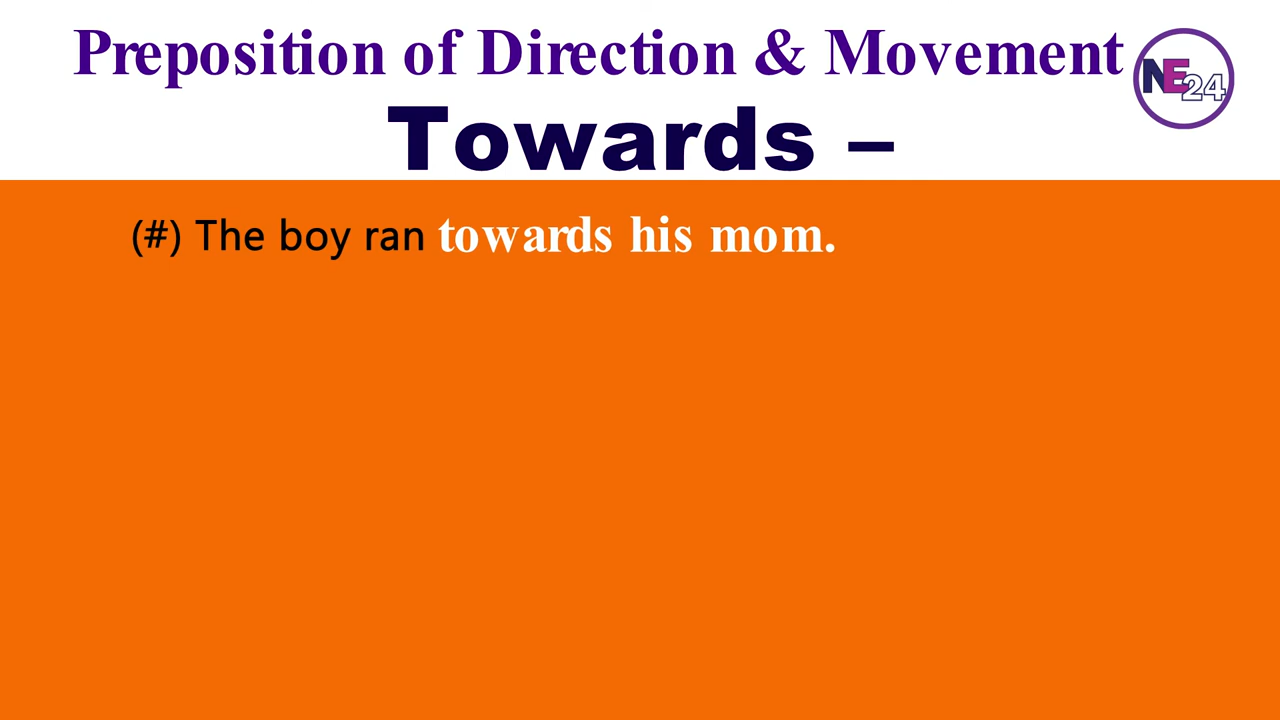 Preposition of Direction & Movement
NE24
Towards –
(#) The boy ran towards his mom.